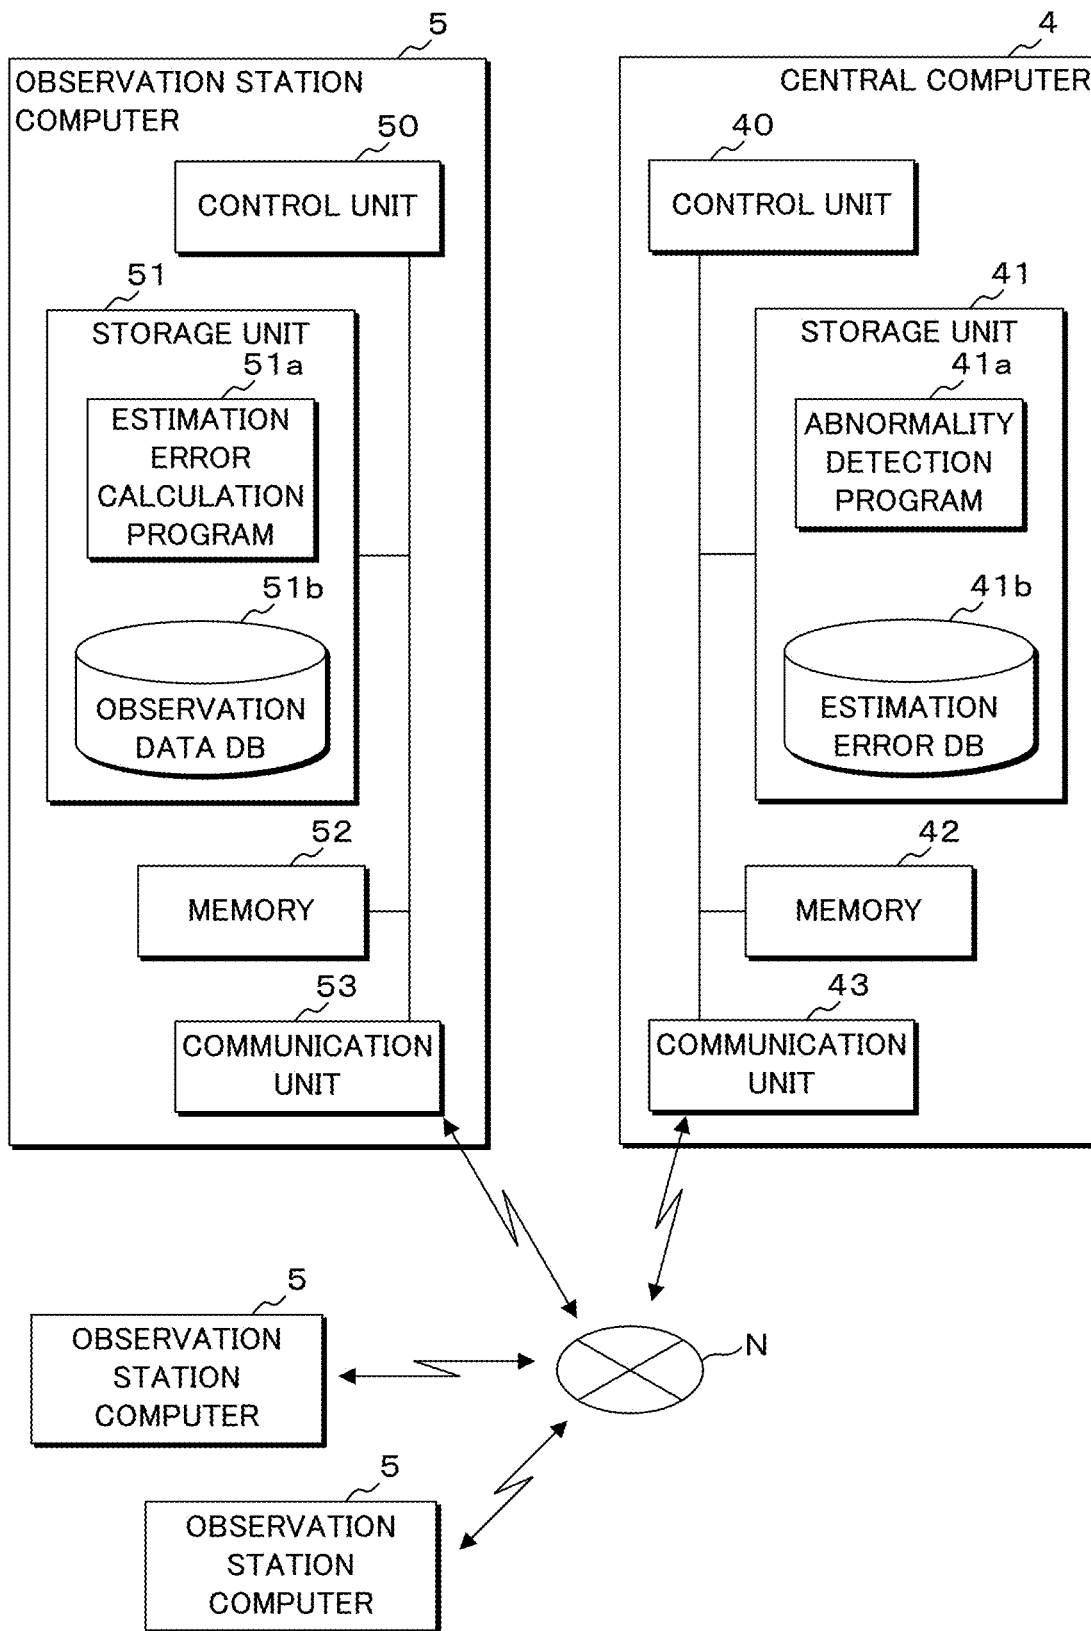 5
OBSERVATION STATION
COMPUTER
50
CONTROL UNIT
51
STORAGE UNIT
51a
ESTIMATION
ERROR
CALCULATION
PROGRAM
51b
OBSERVATION
DATA DB
52
MEMORY
53
COMMUNICATION
UNIT
4
CENTRAL COMPUTER
40
CONTROL UNIT
41
STORAGE UNIT
41a
ABNORMALITY
DETECTION
PROGRAM
41b
ESTIMATION
ERROR DB
42
MEMORY
43
COMMUNICATION
UNIT
5
OBSERVATION
STATION
COMPUTER
N
5
OBSERVATION
STATION
COMPUTER